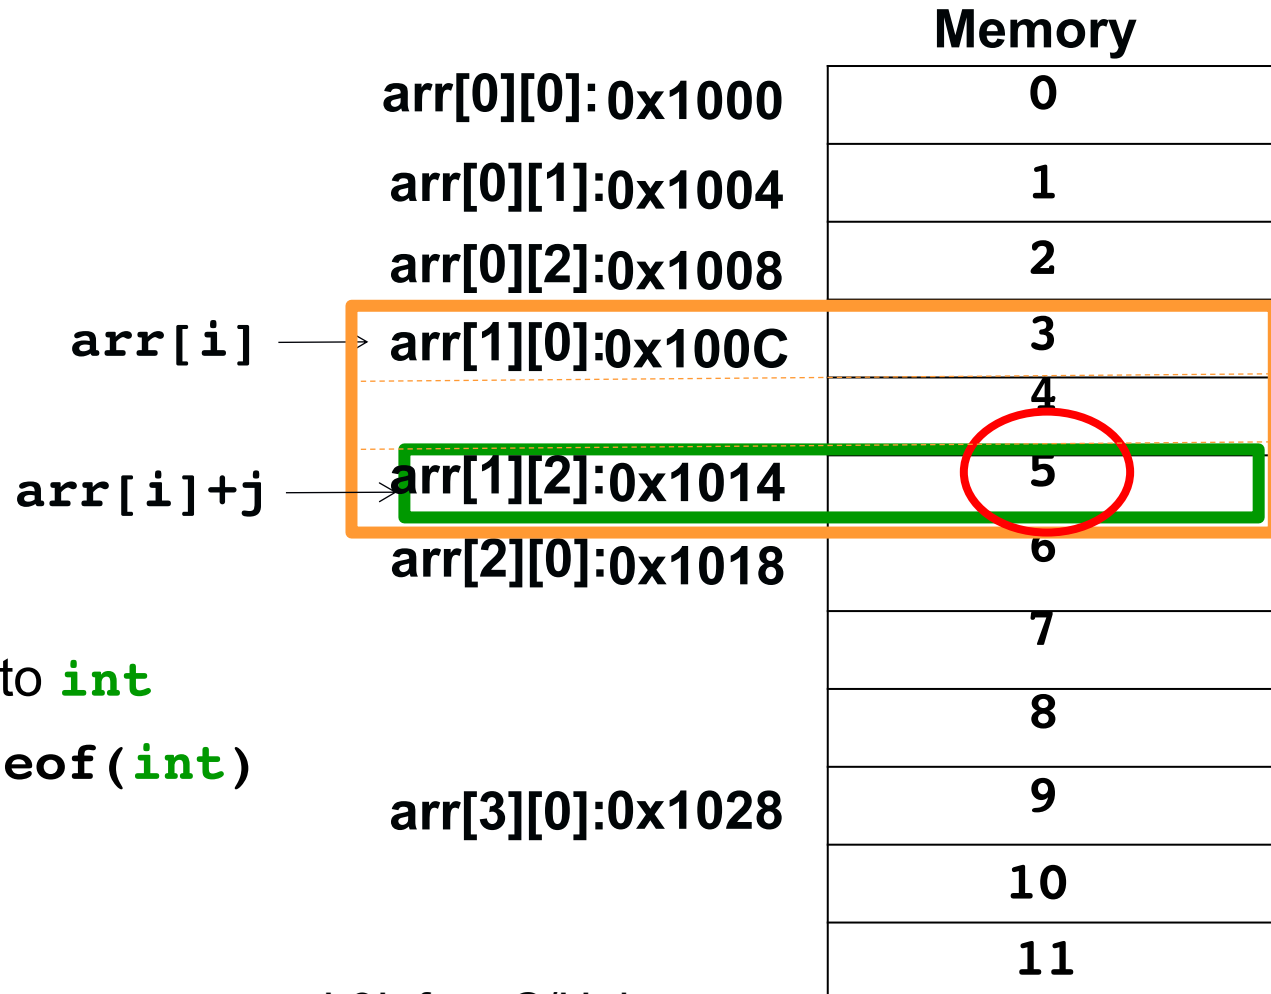 Memory
arr[0][0]: 0x1000 0
arr[0][1]:0x1004 1
arr[0][2]:0x1008 2
arr[i] arr[1][0]:0x100C 3
4
arr[i]+j arr[1][2]:0x1014 5
arr[2][0]:0x1018 6
7
to int
8
eof(int)
arr[3][0]:0x1028 9
10
11